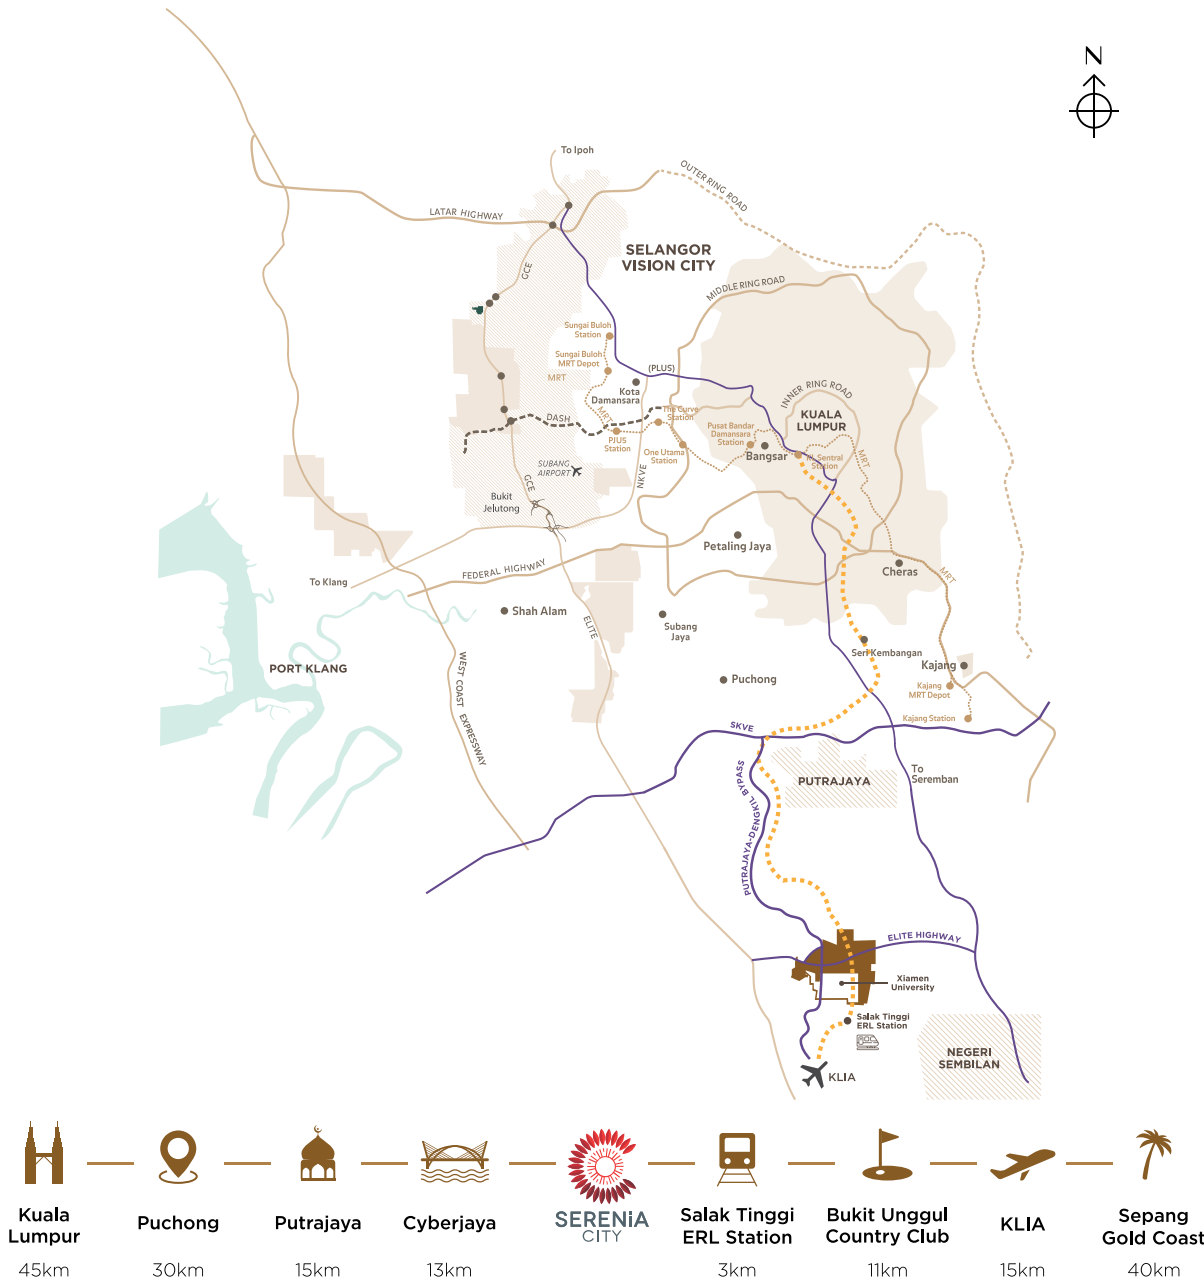 N
To Ipoh
OUTER RING ROAD
LATAR HIGHWAY
SELANGOR
VISION CITY
GCE
MIDDLE RING ROAD
Sungai Buloh
Station
Sungai Buloh
MRT Depot
MRT
(PLUS)
Kota
Damansara
INNER RING ROAD
KUALA
LUMPUR
DASH
MRT
The Curve
Station
PJUS
Station
One Utama
Station
Pusat Bandar
Damansara
Station
Bangsar
KL Sentral
Station
MRT
SUBANG
AIRPORT
GCE
NKVE
Bukit
Jelutong
Petaling Jaya
FEDERAL HIGHWAY
To Klang
Cheras
MRT
Shah Alam
ELITE
Subang
Jaya
Seri Kembangan
Kajang
PORT KLANG
WEST COAST EXPRESSWAY
Puchong
Kajang
MRT Depot
Kajang Station
SKVE
PUTRAJAYA
To
Seremban
PUTRAJAYA-DENGKIL BYPASS
ELITE HIGHWAY
Xiamen
University
Salak Tinggi
ERL Station
NEGERI
SEMBILAN
KLIA
Kuala
Lumpur
45km
Puchong
30km
Putrajaya
15km
Cyberjaya
13km
SERENiA
CITY
Salak Tinggi
ERL Station
3km
Bukit Unggul
Country Club
11km
KLIA
15km
Sepang
Gold Coast
40km